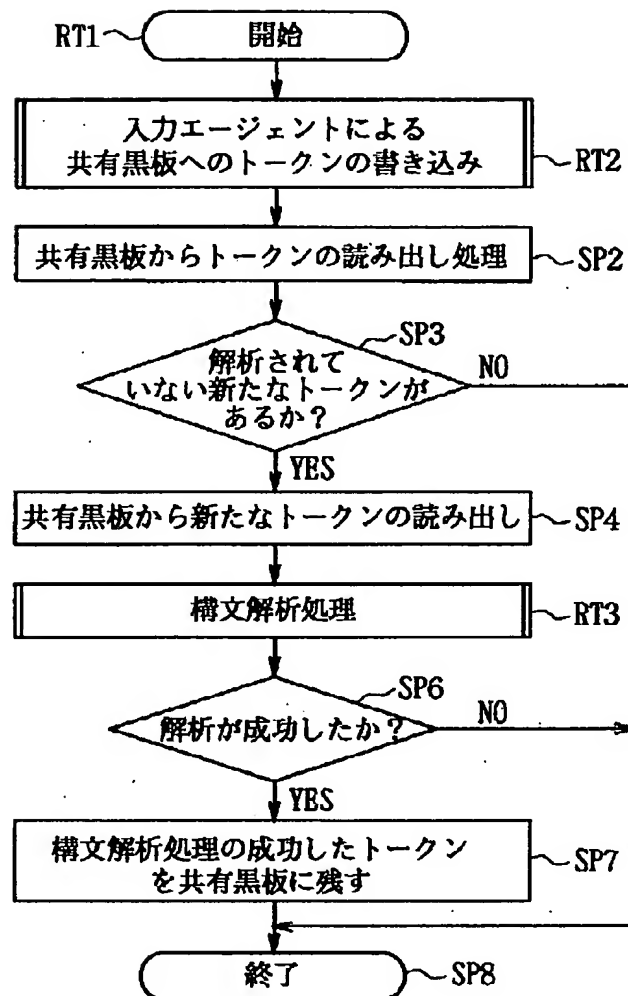 RT1
開始
入力エージェントによる
共有黒板へのトークンの書き込み
RT2
共有黒板からトークンの読み出し処理
SP2
SP3
解析されて
いない新たなトークンが
あるか?
NO
YES
共有黒板から新たなトークンの読み出し
SP4
構文解析処理
RT3
SP6
解析が成功したか?
NO
YES
構文解析処理の成功したトークン
を共有黒板に残す
SP7
終了
SP8